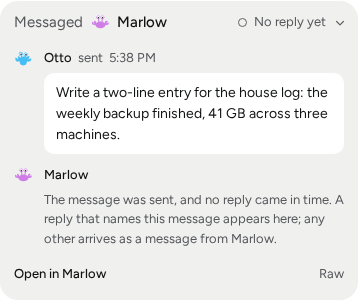 Messaged Marlow No reply yet
Otto sent 5:38 PM
Write a two-line entry for the house log: the
weekly backup finished, 41 GB across three
machines.
Marlow
The message was sent, and no reply came in time. A
reply that names this message appears here; any
other arrives as a message from Marlow.
Open in Marlow Raw